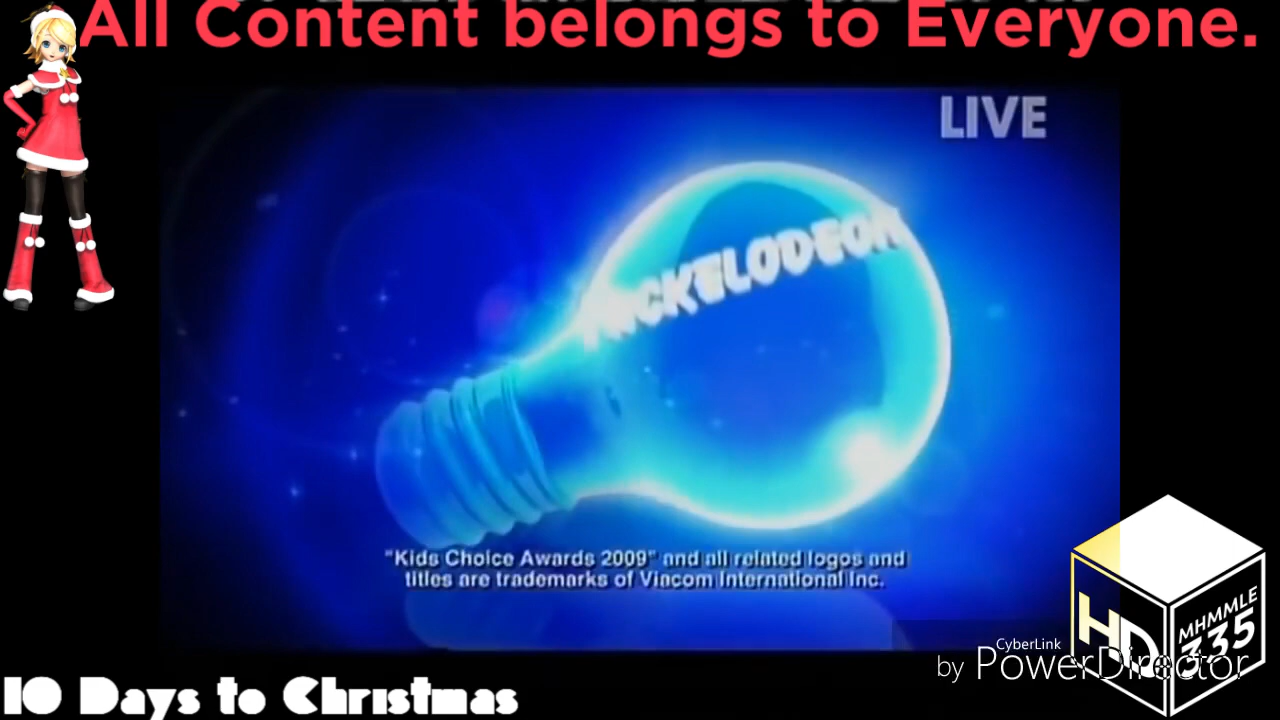 All Content belongs to Everyone.
LIVE
NICKELODEON
"Kids Choice Awards 2009" and all related logos and
titles are trademarks of Viacom International Inc.
HD
MHMMLE
335
CyberLink
by PowerDirector
10 Days to Christmas